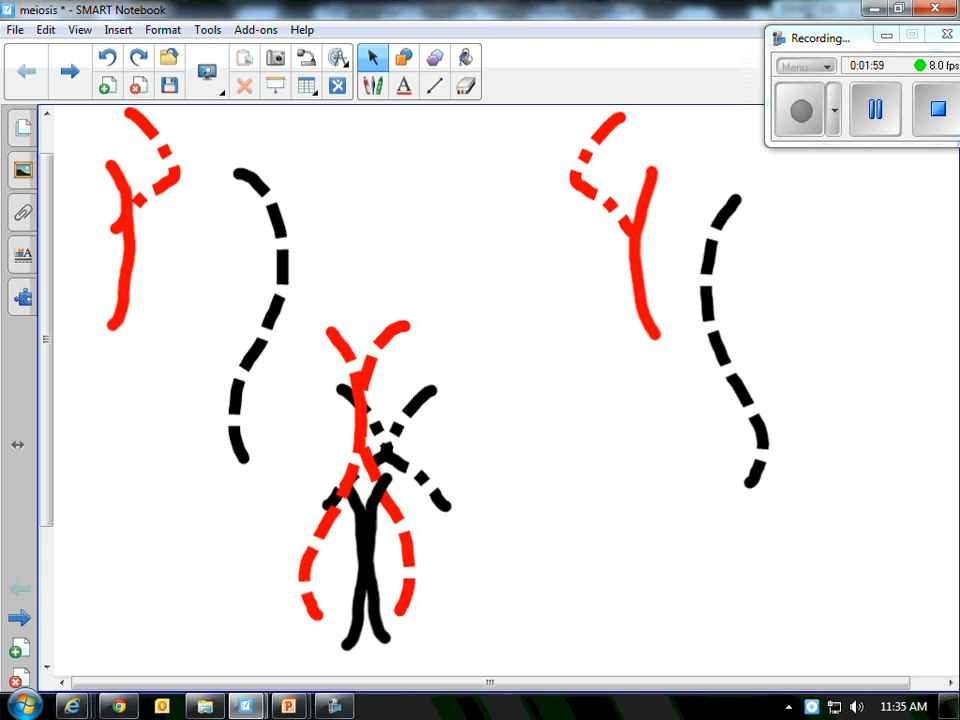 meiosis * - SMART Notebook
File Edit View Insert Format Tools Add-ons Help
Recording...
Menu 0:01:59 8.0 fps
11:35 AM